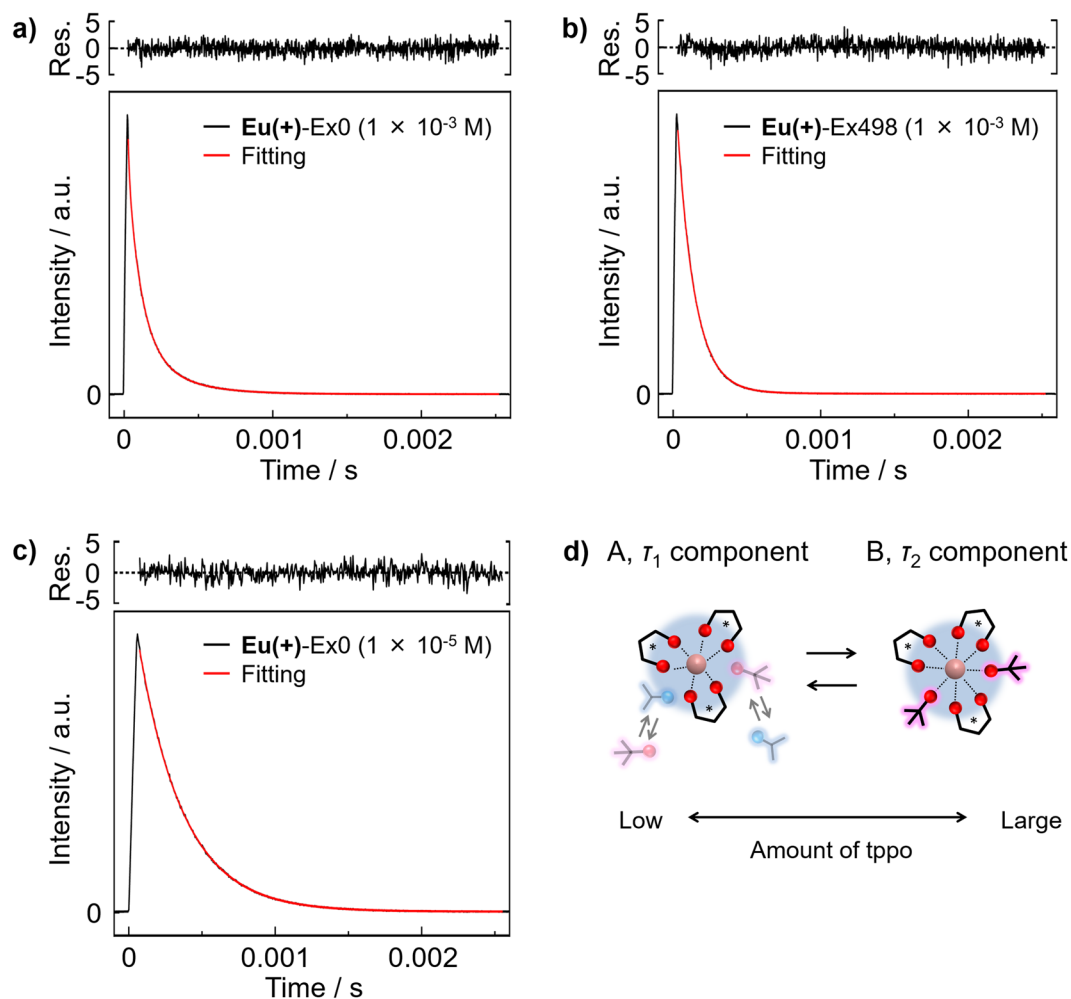 a)
Res.
5
0
-5
Eu(+)-Ex0 (1 × 10-3 M)
Fitting
Intensity / a.u.
0
0
0.001
0.002
Time / s
b)
Res.
5
0
-5
Eu(+)-Ex498 (1 × 10-3 M)
Fitting
Intensity / a.u.
0
0
0.001
0.002
Time / s
c)
Res.
5
0
-5
Eu(+)-Ex0 (1 × 10-5 M)
Fitting
Intensity / a.u.
0
0
0.001
0.002
Time / s
d)
A, τ1 component
B, τ2 component
*
*
*
*
*
*
Low
Large
Amount of tppo